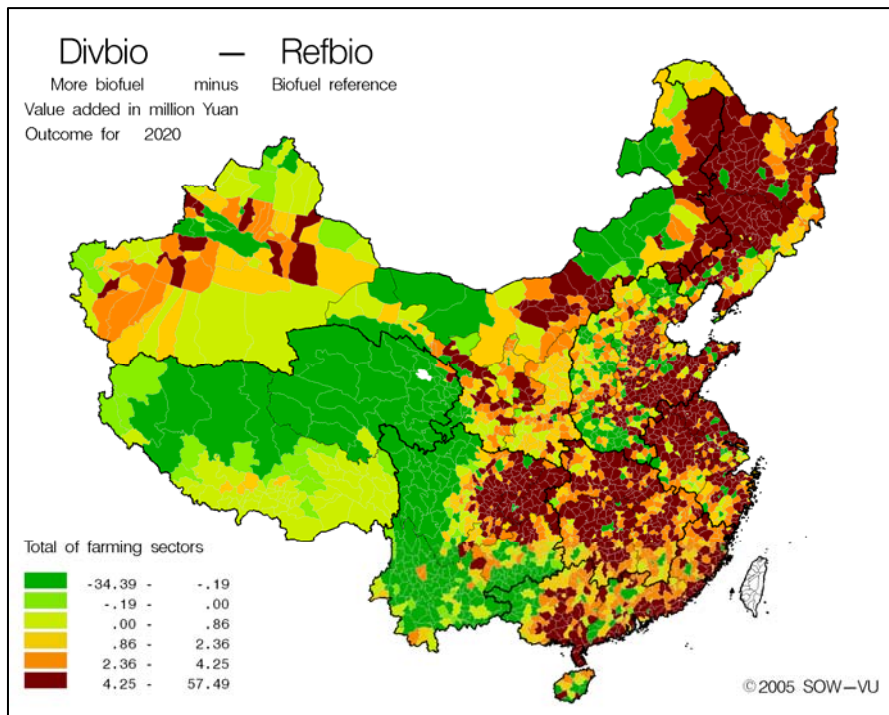 Divbio — Refbio
More biofuel minus Biofuel reference
Value added in million Yuan
Outcome for 2020
Total of farming sectors
-34.39 - -.19
-.19 - .00
.00 - .86
.86 - 2.36
2.36 - 4.25
4.25 - 57.49
©2005 SOW—VU